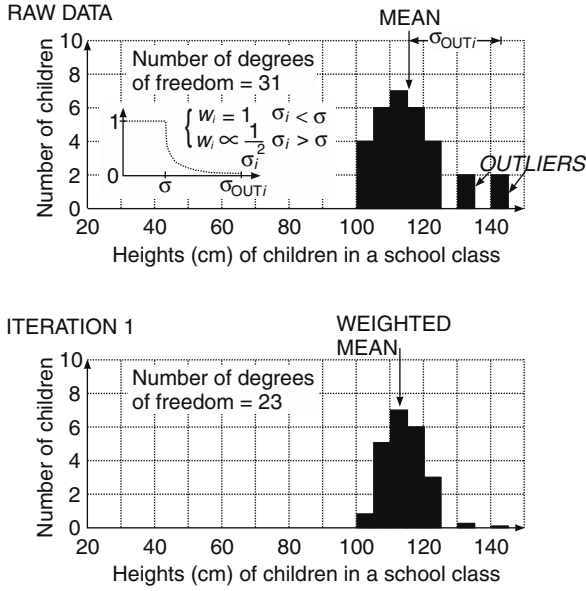 RAW DATA
MEAN
σOUTi
Number of children
10
8
6
4
2
0
Number of degrees
of freedom = 31
1
0
σ
σOUTi
{ wi = 1 σi < σ
wi ∝ 1/σi² σi > σ
OUTLIERS
20 40 60 80 100 120 140
Heights (cm) of children in a school class
ITERATION 1
WEIGHTED
MEAN
Number of children
10
8
6
4
2
0
Number of degrees
of freedom = 23
20 40 60 80 100 120 140
Heights (cm) of children in a school class